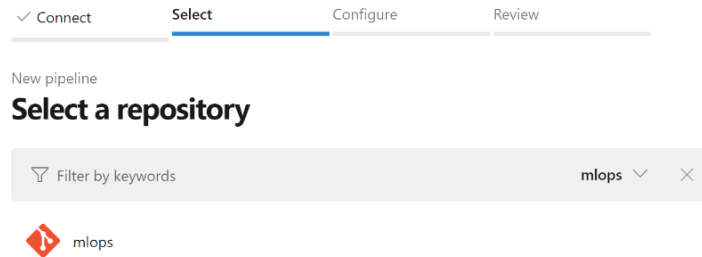 Connect Select Configure Review
New pipeline
Select a repository
Filter by keywords mlops
mlops